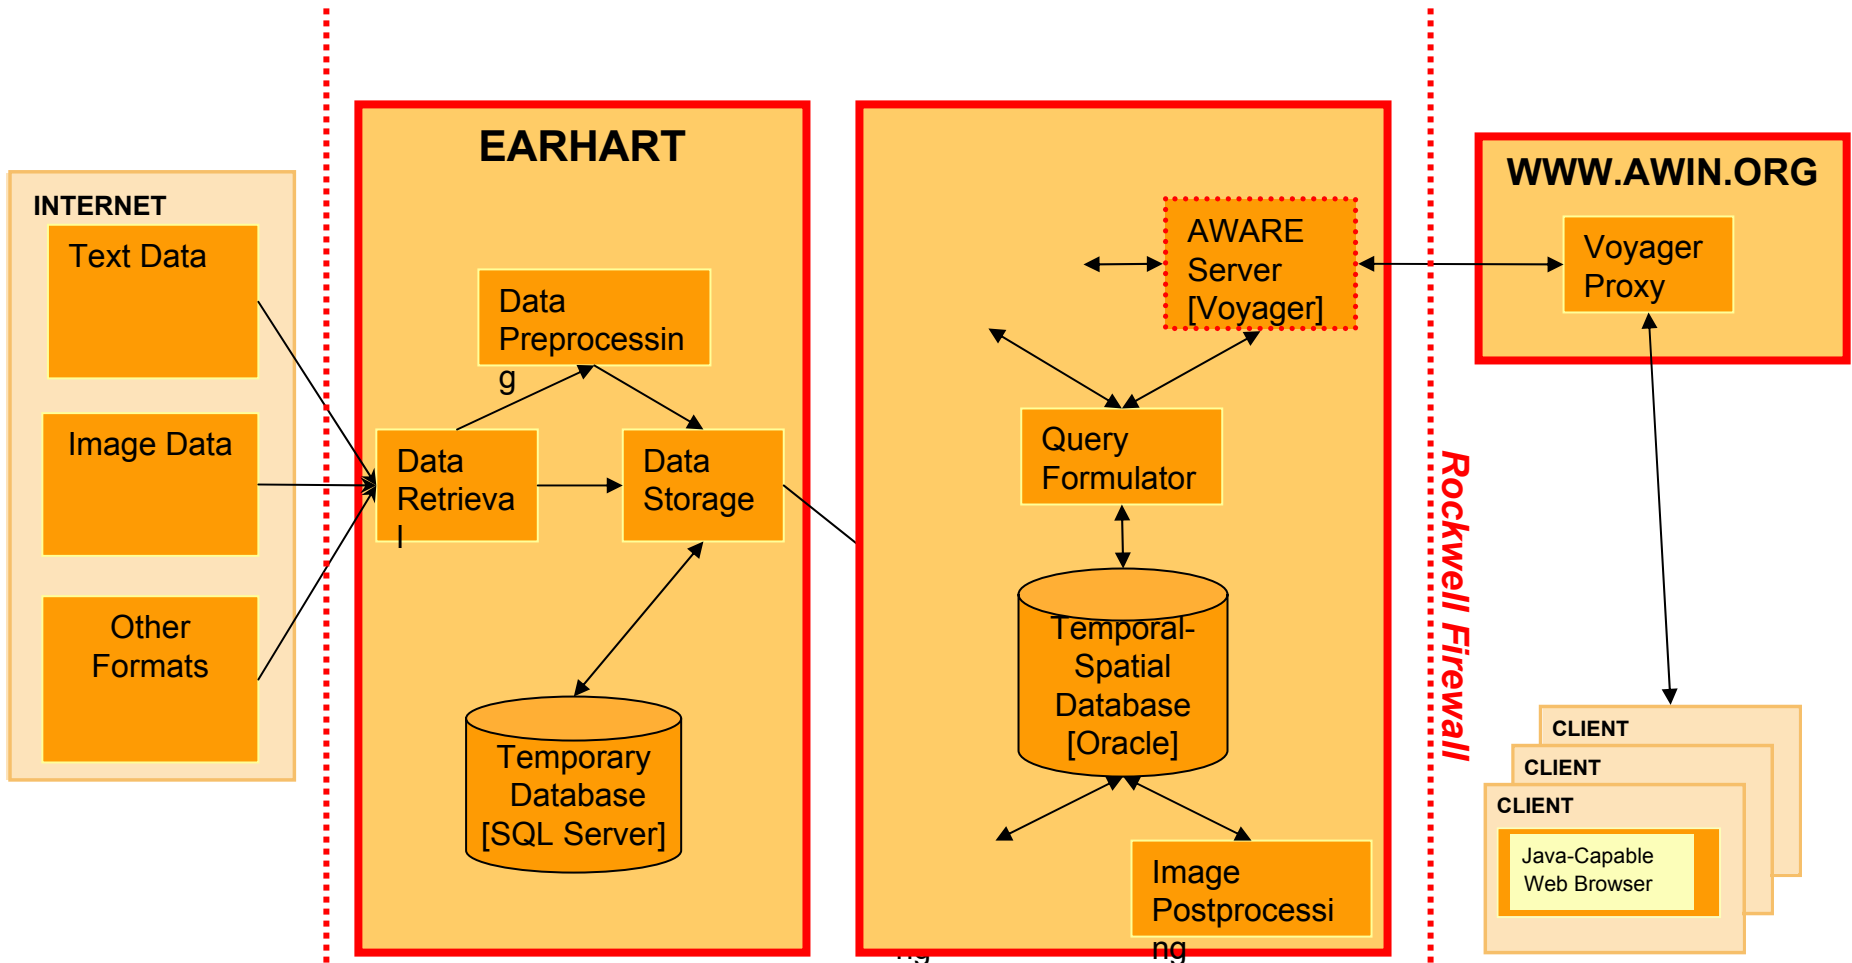 INTERNET
Text Data
Image Data
Other
Formats
EARHART
Data
Preprocessin
g
Data
Retrieva
l
Data
Storage
Temporary
Database
[SQL Server]
AWARE
Server
[Voyager]
Query
Formulator
Temporal-
Spatial
Database
[Oracle]
Image
Postprocessi
ng
ng
Rockwell Firewall
WWW.AWIN.ORG
Voyager
Proxy
CLIENT
CLIENT
CLIENT
Java-Capable
Web Browser